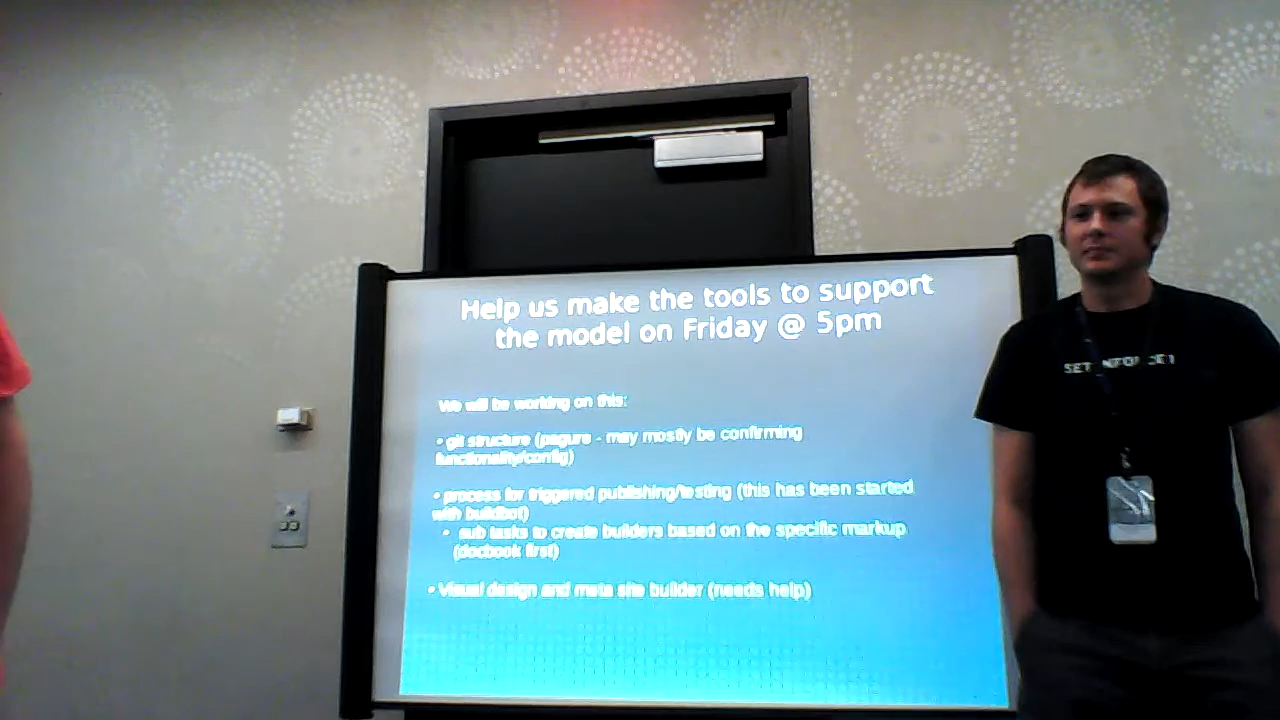 Help us make the tools to support
the model on Friday @ 5pm
We will be working on this:
• git structure (pagure - may mostly be confirming
functionality/config)
• process for triggered publishing/testing (this has been started
with buildbot)
• sub tasks to create builders based on the specific markup
(docbook first)
• Visual design and meta site builder (needs help)
SET